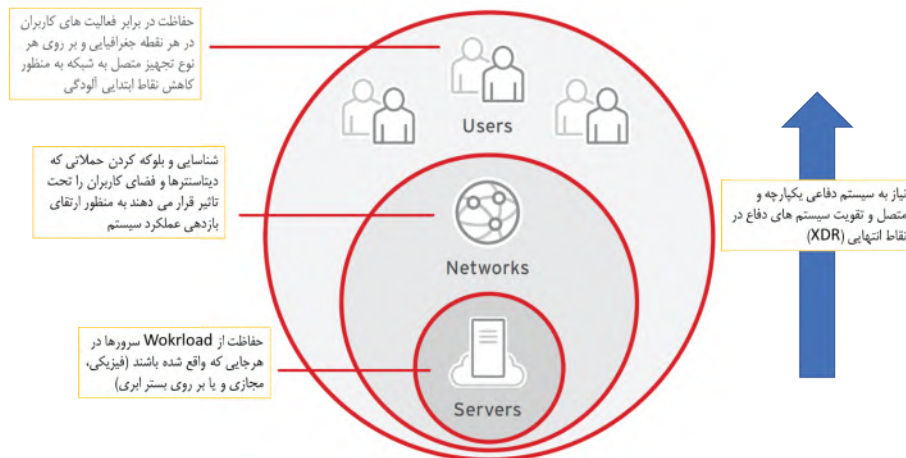 حفاظت در برابر فعالیت های کاربران
در هر نقطه جغرافیایی و بر روی هر
نوع تجهیز متصل به شبکه به منظور
کاهش نقاط ابتدایی آلودگی
Users
شناسایی و بلوکه کردن حملاتی که
دیتاسنترها و فضای کاربران را تحت
تاثیر قرار می دهند به منظور ارتقای
بازدهی عملکرد سیستم
Networks
نیاز به سیستم دفاعی یکپارچه و
متصل و تقویت سیستم های دفاع در
نقاط انتهایی (XDR)
حفاظت از Wokrload سرورها در
هرجایی که واقع شده باشند (فیزیکی،
مجازی و یا بر روی بستر ابری)
Servers